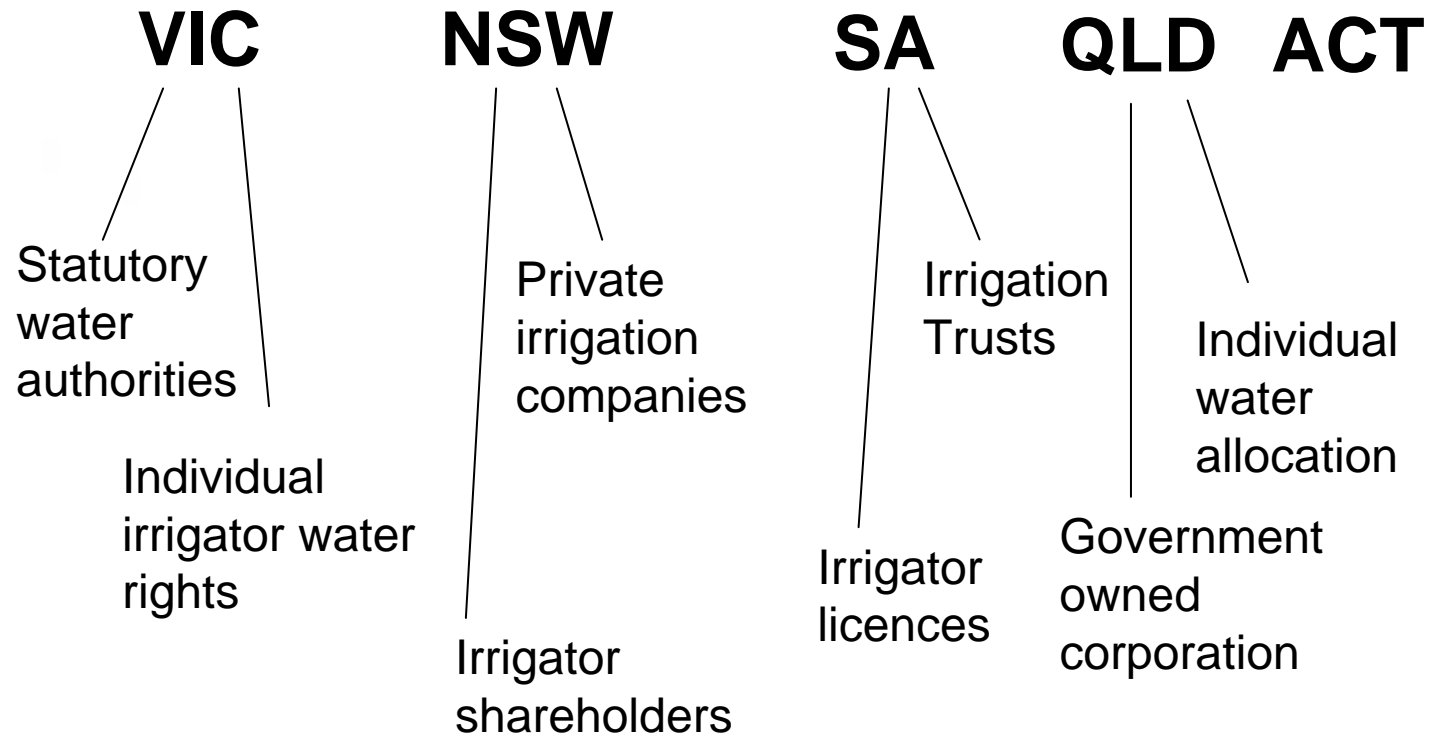 VIC NSW SA QLD ACT
Statutory
water
authorities
Individual
irrigator water
rights
Private
irrigation
companies
Irrigator
shareholders
Irrigation
Trusts
Irrigator
licences
Individual
water
allocation
Government
owned
corporation